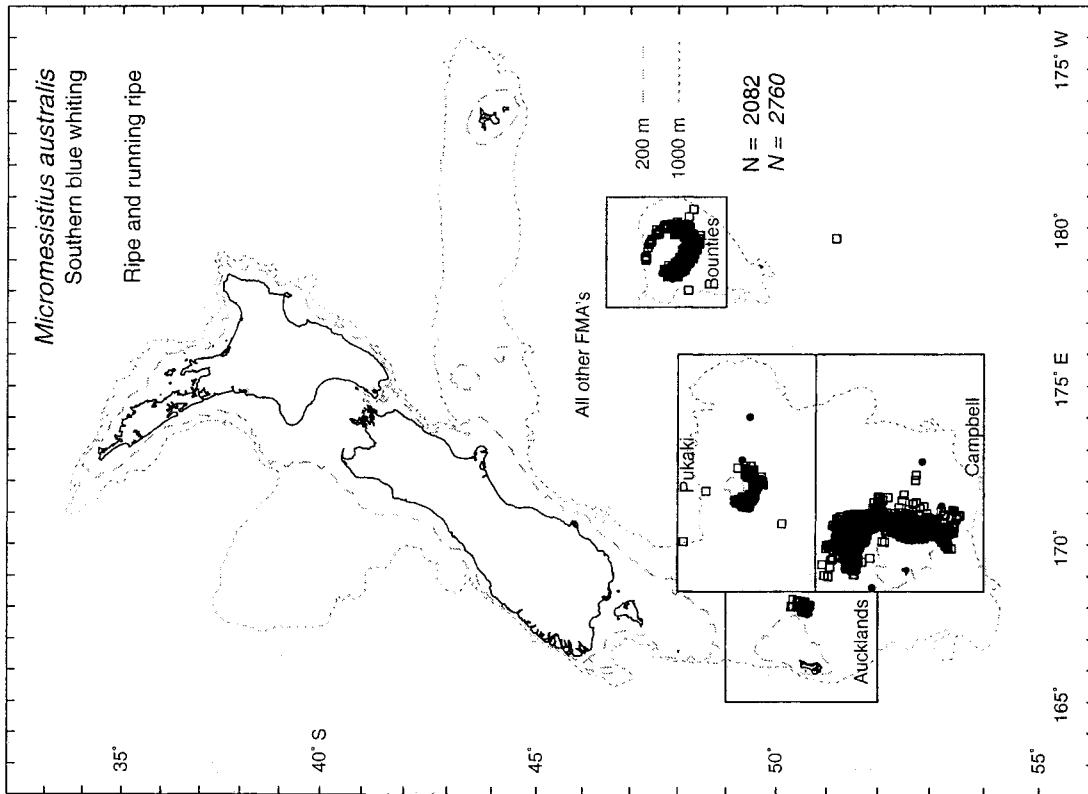 Micromesistius australis
Southern blue whiting
Ripe and running ripe
200 m
1000 m
N = 2082
N = 2760
All other FMA's
Bounties
Pukaki
Campbell
Aucklands
35°
40° S
45°
50°
55°
165°
170°
175° E
180°
175° W